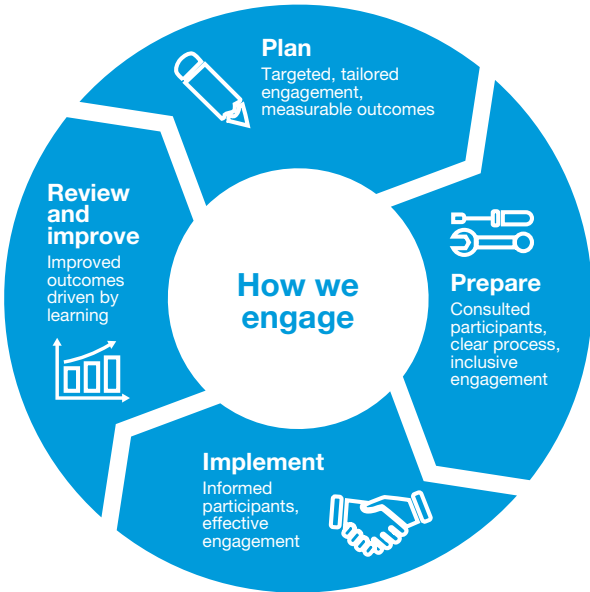 Plan
Targeted, tailored
engagement,
measurable outcomes
Prepare
Consulted
participants,
clear process,
inclusive
engagement
Implement
Informed
participants,
effective
engagement
Review
and
improve
Improved
outcomes
driven by
learning
How we
engage